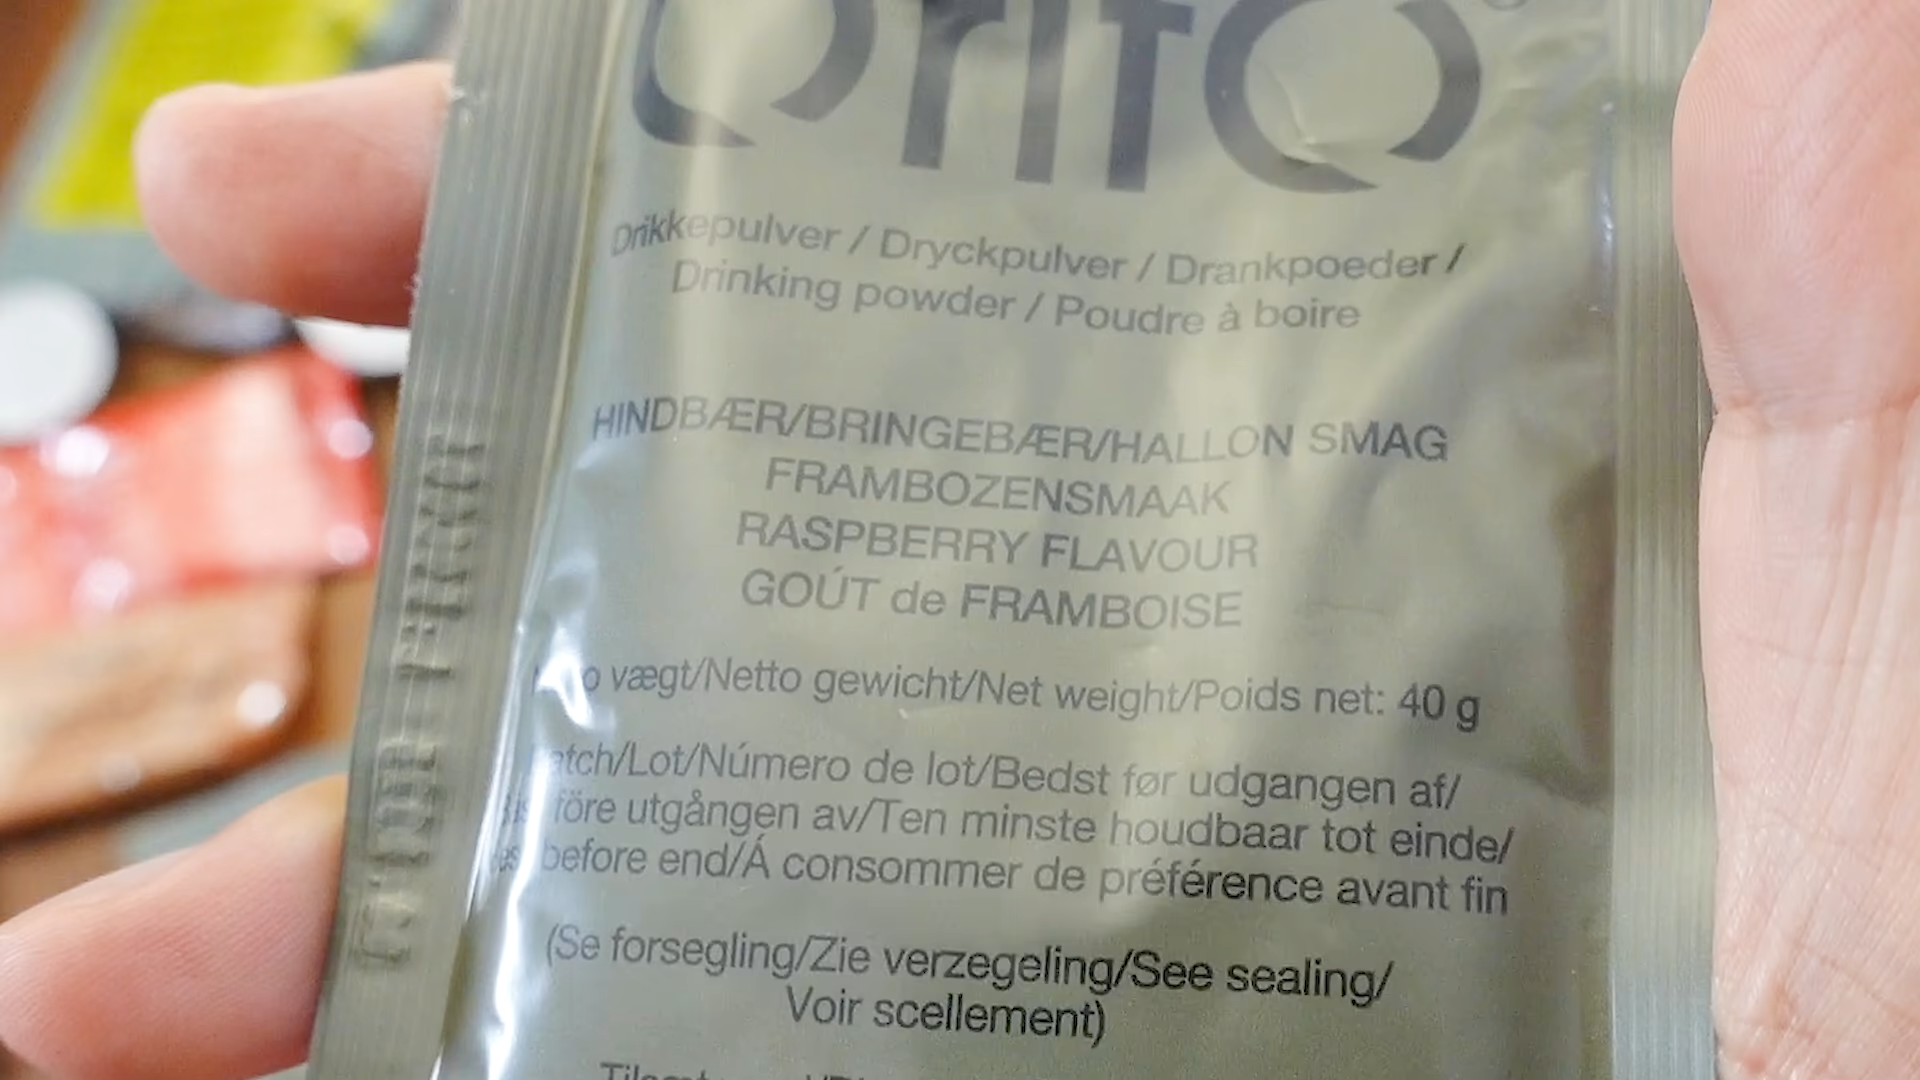 Orito
Drikkepulver / Dryckpulver / Drankpoeder /
Drinking powder / Poudre à boire
HINDBÆR/BRINGEBÆR/HALLON SMAG
FRAMBOZENSMAAK
RASPBERRY FLAVOUR
GOÚT de FRAMBOISE
vægt/Netto gewicht/Net weight/Poids net: 40 g
/Lot/Número de lot/Bedst før udgangen af/
före utgången av/Ten minste houdbaar tot einde/
before end/Á consommer de préférence avant fin
(Se forsegling/Zie verzegeling/See sealing/
Voir scellement)